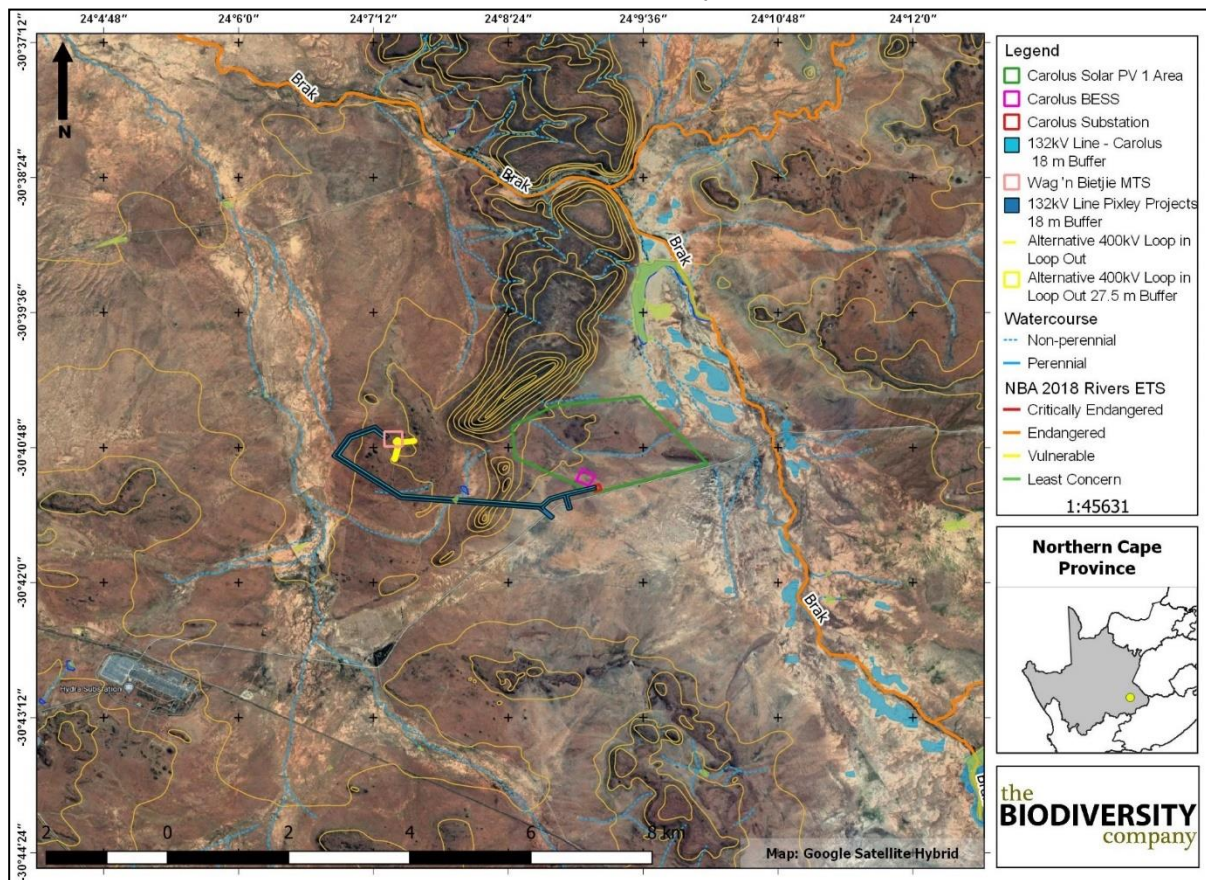 24°4'48"
24°6'0"
24°7'12"
24°8'24"
24°9'36"
24°10'48"
24°12'0"
-30°37'12"
-30°38'24"
-30°39'36"
-30°40'48"
-30°42'0"
-30°43'12"
-30°44'24"
N
Brak
Brak
Brak
Brak
Hydra Substation
2 0 2 4 6 8 km
Map: Google Satellite Hybrid
Legend
Carolus Solar PV 1 Area
Carolus BESS
Carolus Substation
132kV Line - Carolus
18 m Buffer
Wag 'n Bietjie MTS
132kV Line Pixley Projects
18 m Buffer
Alternative 400kV Loop in
Loop Out
Alternative 400kV Loop in
Loop Out 27.5 m Buffer
Watercourse
Non-perennial
Perennial
NBA 2018 Rivers ETS
Critically Endangered
Endangered
Vulnerable
Least Concern
1:45631
Northern Cape
Province
the
BIODIVERSITY
company